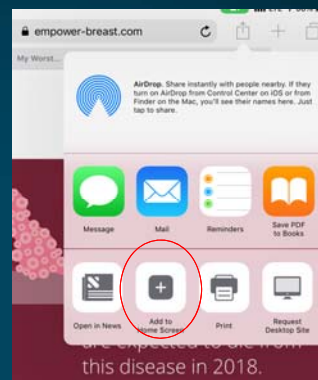 empower-breast.com
My Worst...
AirDrop. Share instantly with people nearby. If they
turn on AirDrop from Control Center on iOS or from
Finder on the Mac, you'll see their names here. Just
tap to share.
Message
Mail
Reminders
Save PDF
to Books
Open in News
Add to
Home Screen
Print
Request
Desktop Site
are expected to die from
this disease in 2018.